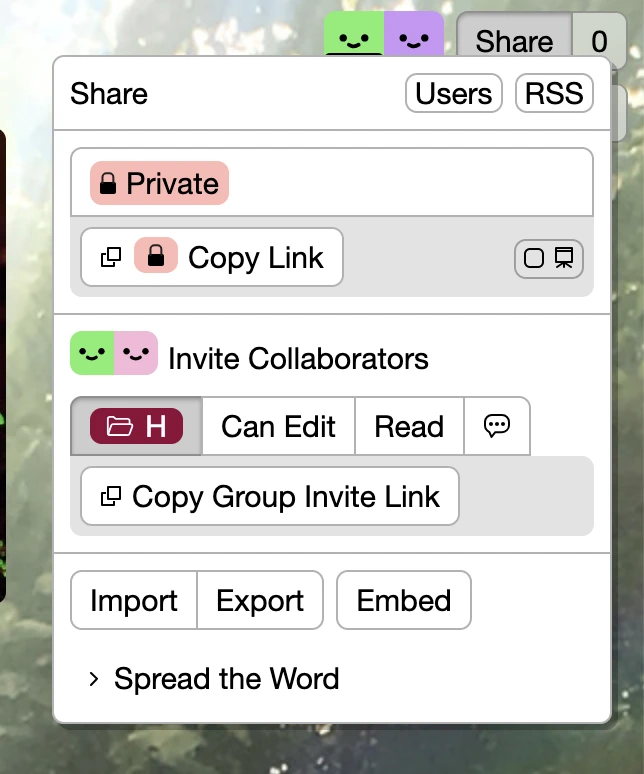 Share 0
Share Users RSS
Private
Copy Link
Invite Collaborators
H Can Edit Read
Copy Group Invite Link
Import Export Embed
Spread the Word